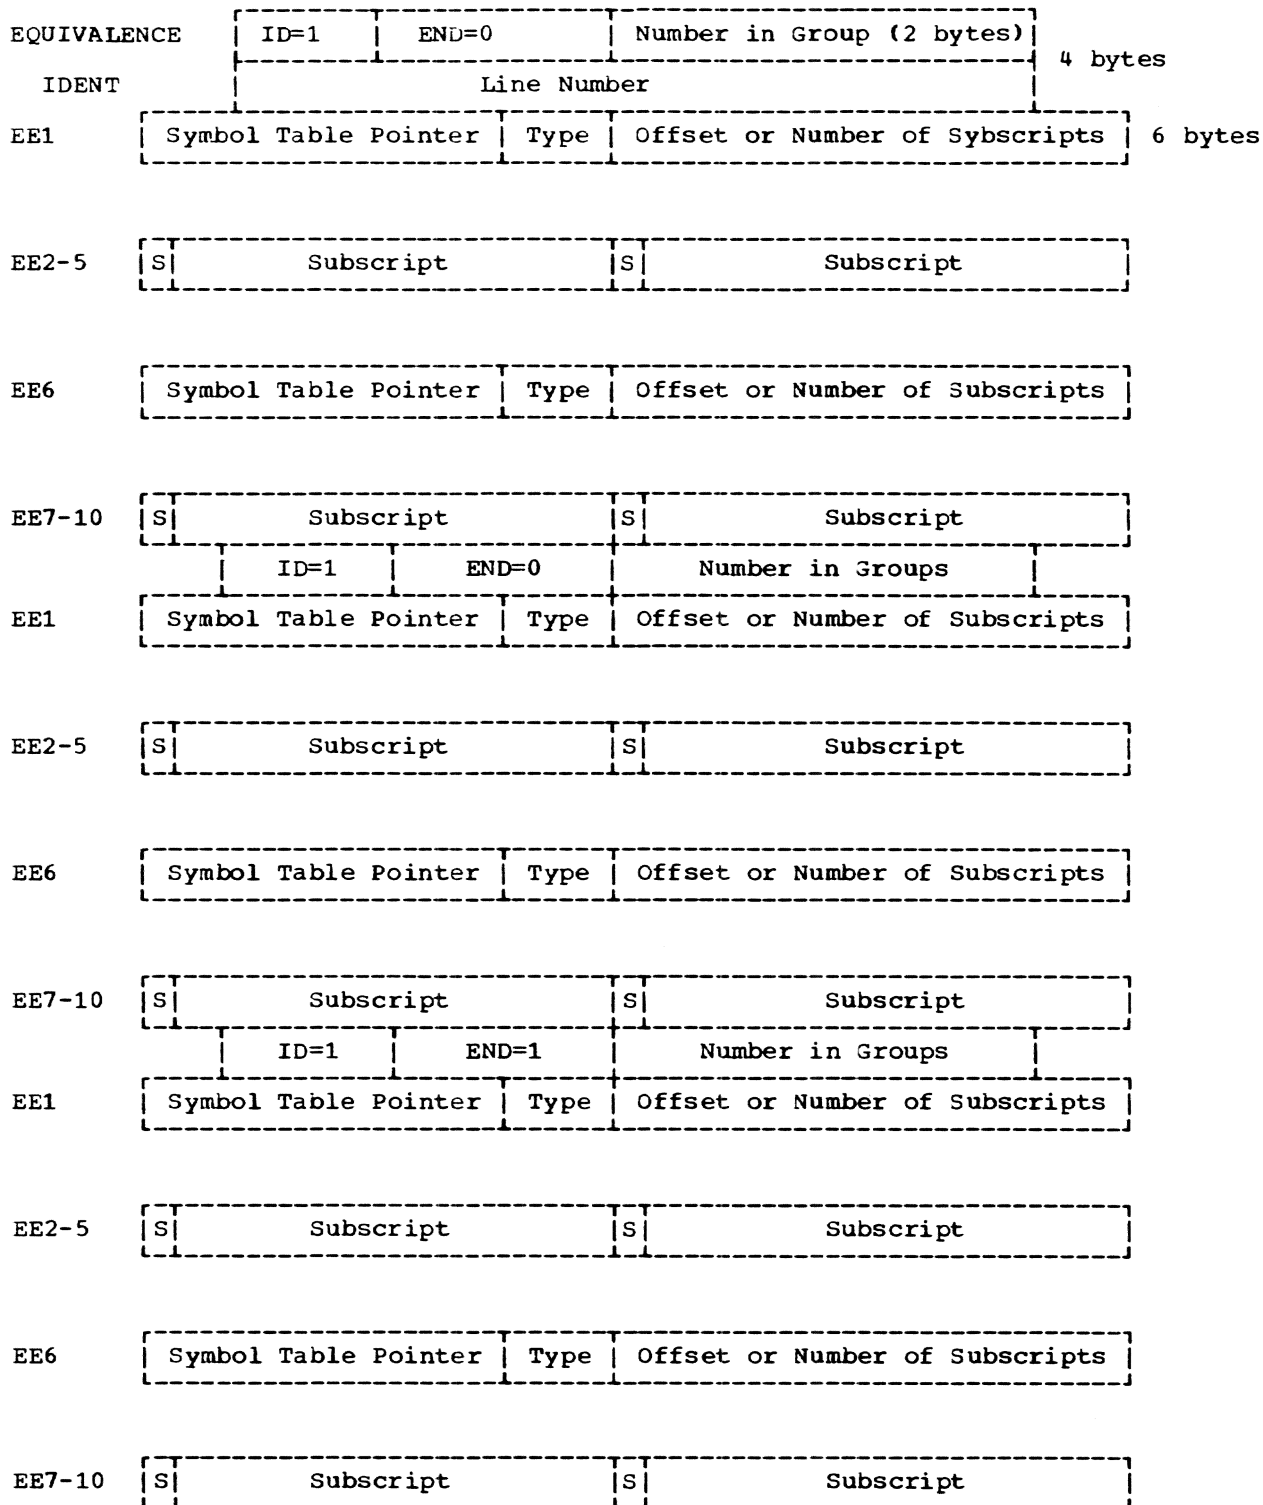 EQUIVALENCE | ID=1 | END=0 | Number in Group (2 bytes)|
4 bytes
IDENT | Line Number |
EE1 | Symbol Table Pointer | Type | Offset or Number of Sybscripts | 6 bytes
EE2-5 |S| Subscript |S| Subscript |
EE6 | Symbol Table Pointer | Type | Offset or Number of Subscripts |
EE7-10 |S| Subscript |S| Subscript |
| ID=1 | END=0 | Number in Groups |
EE1 | Symbol Table Pointer | Type | Offset or Number of Subscripts |
EE2-5 |S| Subscript |S| Subscript |
EE6 | Symbol Table Pointer | Type | Offset or Number of Subscripts |
EE7-10 |S| Subscript |S| Subscript |
| ID=1 | END=1 | Number in Groups |
EE1 | Symbol Table Pointer | Type | Offset or Number of Subscripts |
EE2-5 |S| Subscript |S| Subscript |
EE6 | Symbol Table Pointer | Type | Offset or Number of Subscripts |
EE7-10 |S| Subscript |S| Subscript |